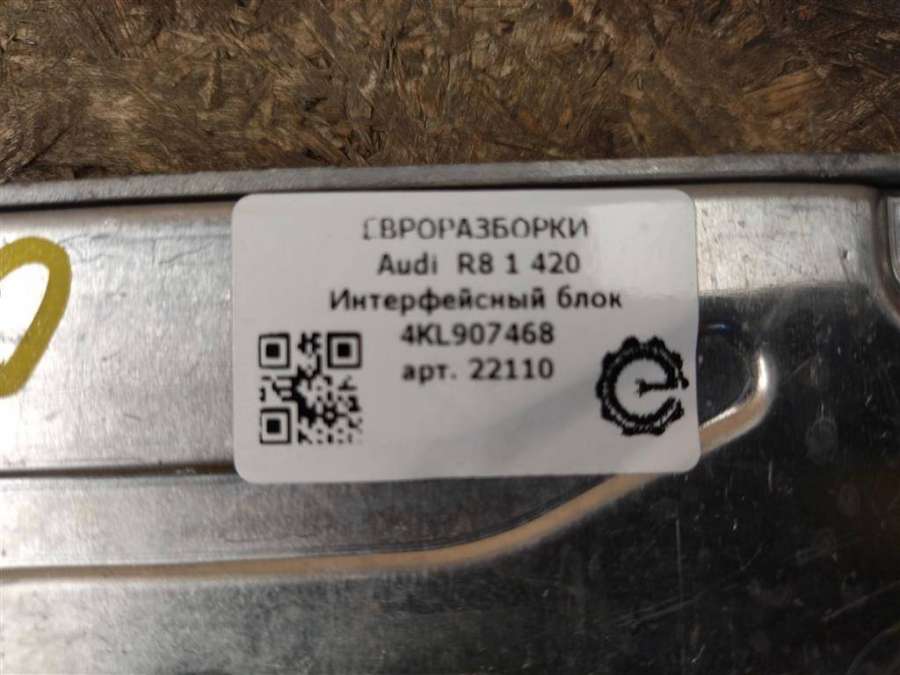 ЕВРОРАЗБОРКИ
Audi R8 1 420
Интерфейсный блок
4KL907468
арт. 22110